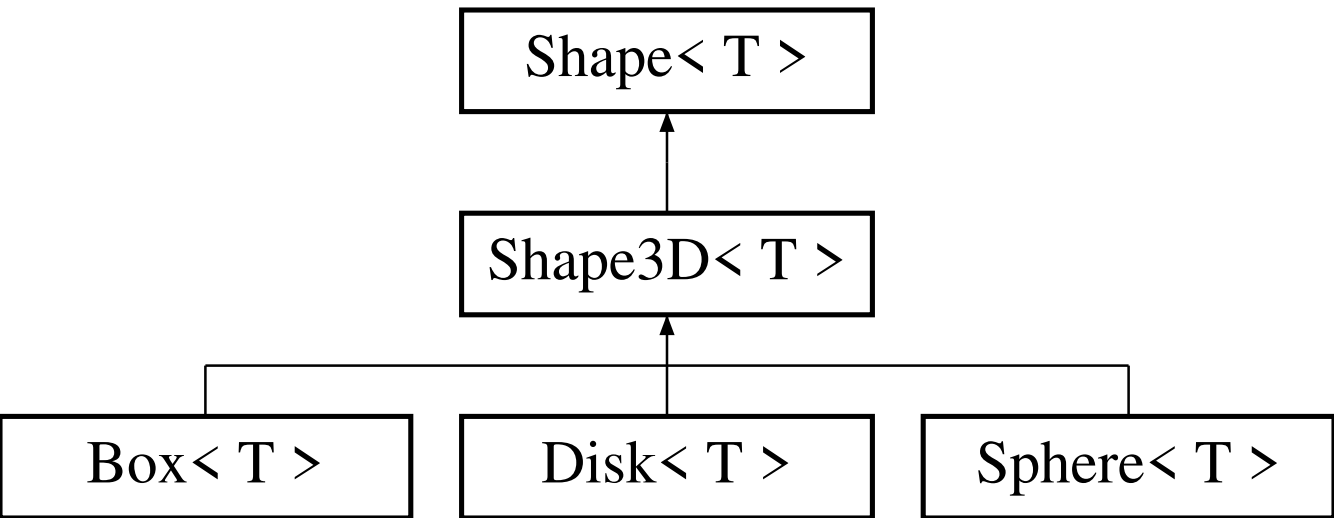 Shape< T >
Shape3D< T >
Box< T >
Disk< T >
Sphere< T >